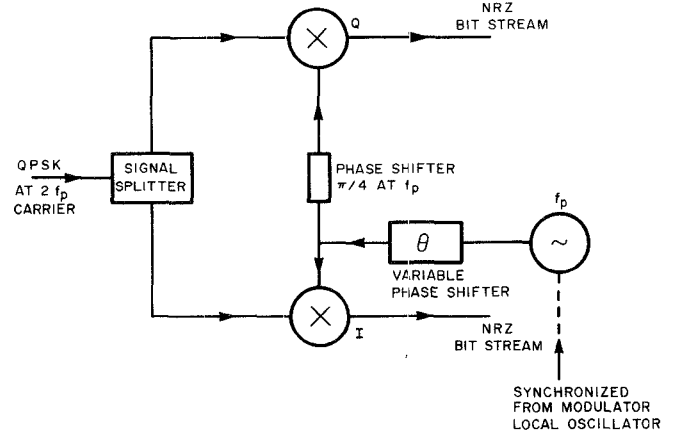 NRZ
BIT STREAM
Q
QPSK
AT 2 fp
CARRIER
SIGNAL
SPLITTER
PHASE SHIFTER
π/4 AT fp
fp
θ
~
VARIABLE
PHASE SHIFTER
I
NRZ
BIT STREAM
SYNCHRONIZED
FROM MODULATOR
LOCAL OSCILLATOR